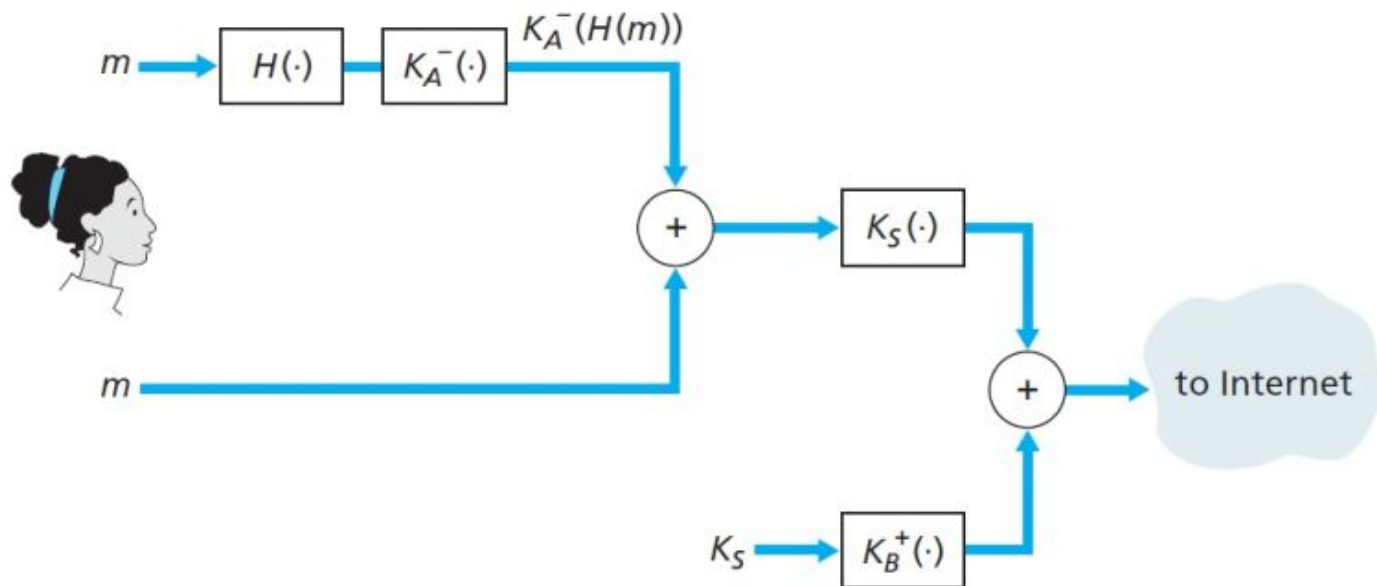 K_A^-(H(m))
m
H(·)
K_A^-(·)
+
K_S(·)
m
+
to Internet
K_S
K_B^+(·)